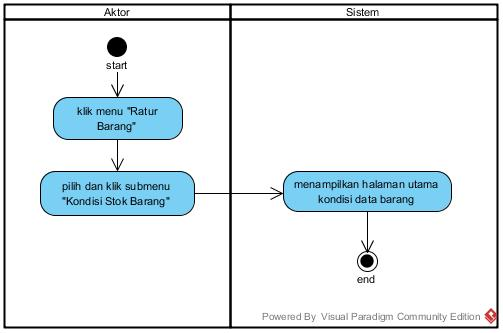 Aktor
Sistem
start
klik menu "Ratur
Barang"
pilih dan klik submenu
"Kondisi Stok Barang"
menampilkan halaman utama
kondisi data barang
end
Powered By Visual Paradigm Community Edition